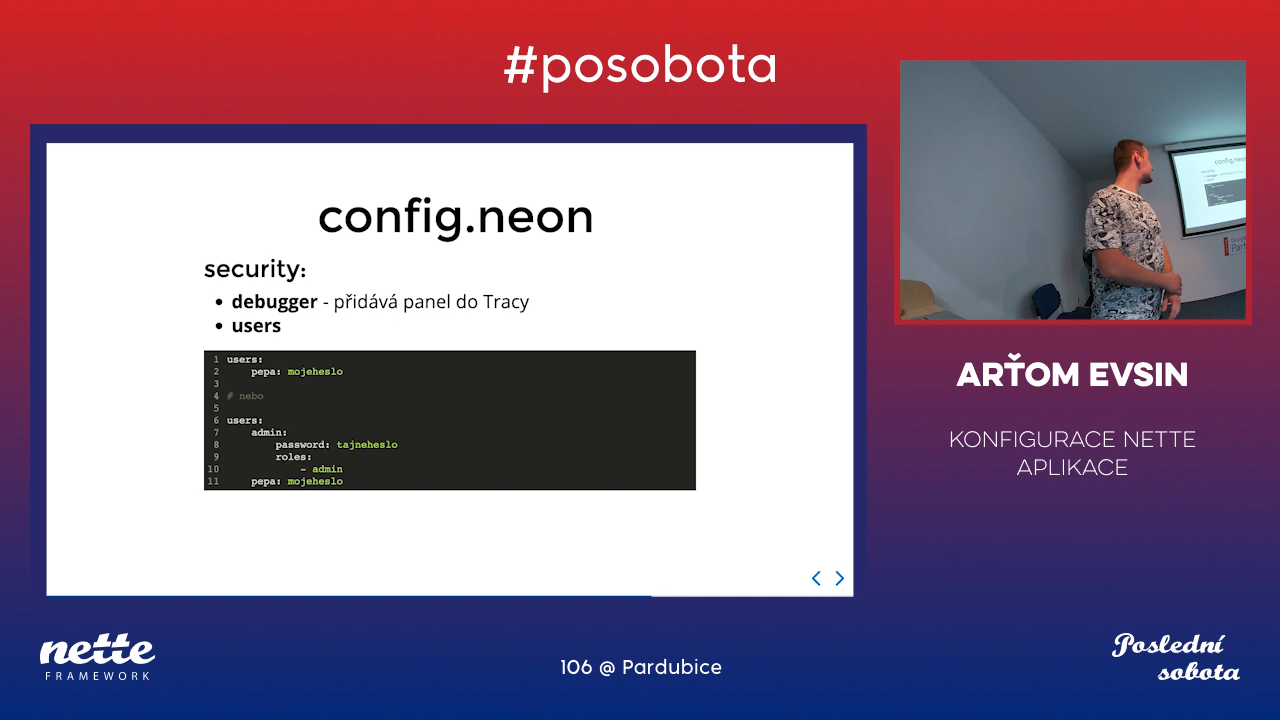 #posobota
config.neon
security:
• debugger - přidává panel do Tracy
• users
1 users:
2     pepa: mojeheslo
3
4 # nebo
5
6 users:
7     admin:
8         password: tajneheslo
9         roles:
10             - admin
11     pepa: mojeheslo
config.neon
ARŤOM EVSIN
KONFIGURACE NETTE
APLIKACE
nette
FRAMEWORK
106 @ Pardubice
Poslední
sobota